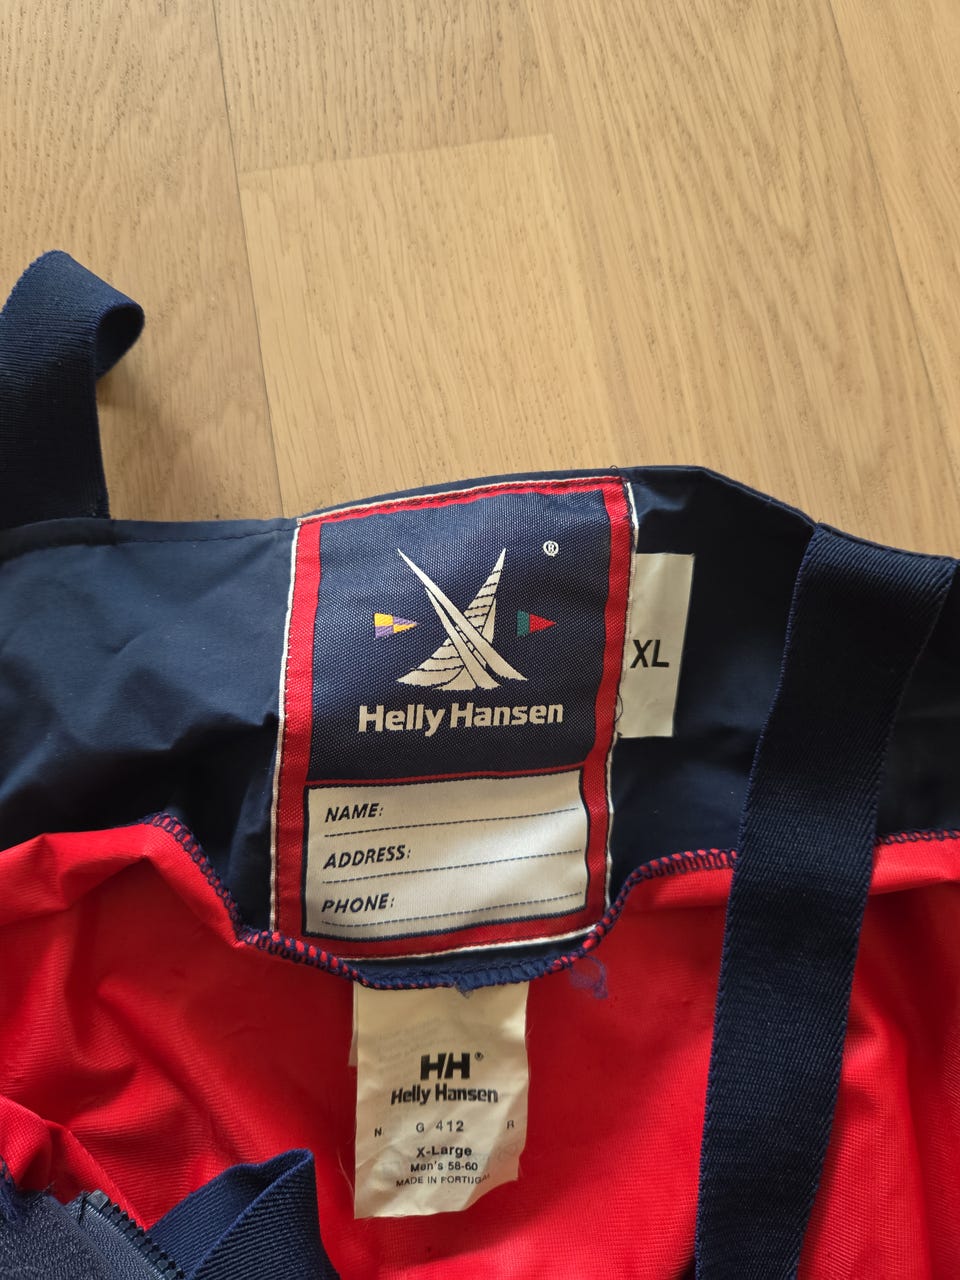 ®
Helly Hansen
XL
NAME:
ADDRESS:
PHONE:
HH®
Helly Hansen
N. G 412 R
X-Large
Men's 58-60
MADE IN PORTUGAL